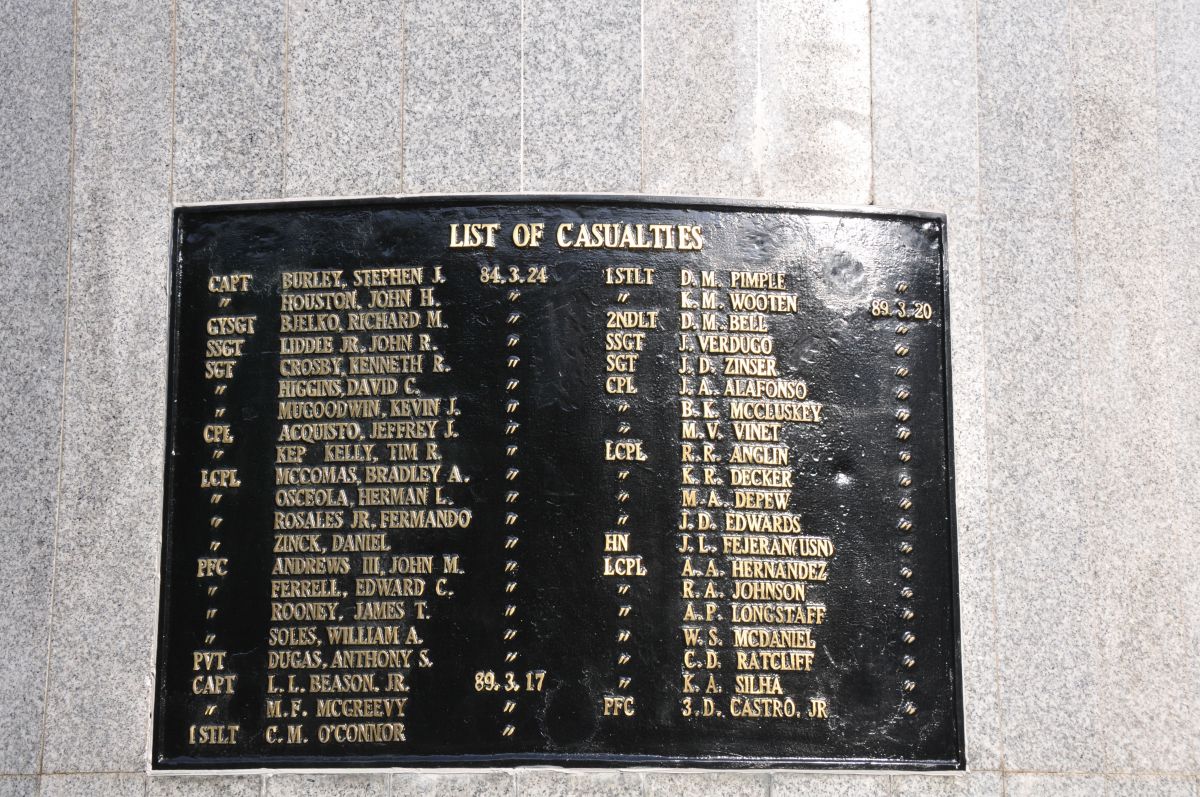 LIST OF CASUALTIES
CAPT BURLEY, STEPHEN J. 84.3.24
" HOUSTON, JOHN H. "
GYSGT BJELKO, RICHARD M. "
SSGT LIDDLE JR, JOHN R. "
SGT CROSBY, KENNETH R. "
" HIGGINS, DAVID C. "
" MUGOODWIN, KEVIN J. "
CPL ACQUISTO, JEFFREY J. "
" KEP KELLY, TIM R. "
LCPL MCCOMAS, BRADLEY A. "
" OSCEOLA, HERMAN L. "
" ROSALES JR, FERMANDO "
" ZINCK, DANIEL "
PFC ANDREWS III, JOHN M. "
" FERRELL, EDWARD C. "
" ROONEY, JAMES T. "
" SOLES, WILLIAM A. "
PVT DUGAS, ANTHONY S. "
CAPT L. L. BEASON, JR. 89.3.17
" M. F. MCGREEVY "
1STLT C. M. O'CONNOR "
1STLT D. M. PIMPLE "
" K. M. WOOTEN 89.3.20
2NDLT D. M. BELL "
SSGT J. VERDUGO "
SGT J. D. ZINSER "
CPL J. A. ALAFONSO "
" B. K. MCCLUSKEY "
" M. V. VINET "
LCPL R. R. ANGLIN "
" K. R. DECKER "
" M. A. DEPEW "
" J. D. EDWARDS "
HN J. L. FEJERAN(USN) "
LCPL A. A. HERNANDEZ "
" R. A. JOHNSON "
" A. P. LONGSTAFF "
" W. S. MCDANIEL "
" C. D. RATCLIFF "
" K. A. SILHA "
PFC 3. D. CASTRO, JR "